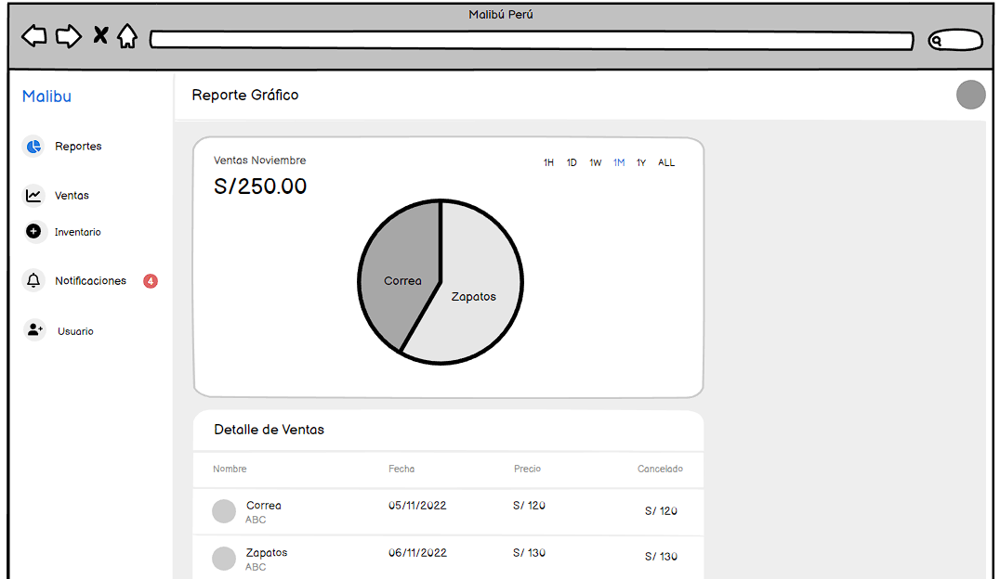 Malibú Perú
Malibu
Reporte Gráfico
Reportes
Ventas
Inventario
Notificaciones 4
Usuario
Ventas Noviembre
1H 1D 1W 1M 1Y ALL
S/250.00
Correa
Zapatos
Detalle de Ventas
Nombre Fecha Precio Cancelado
Correa 05/11/2022 S/ 120 S/ 120
ABC
Zapatos 06/11/2022 S/ 130 S/ 130
ABC